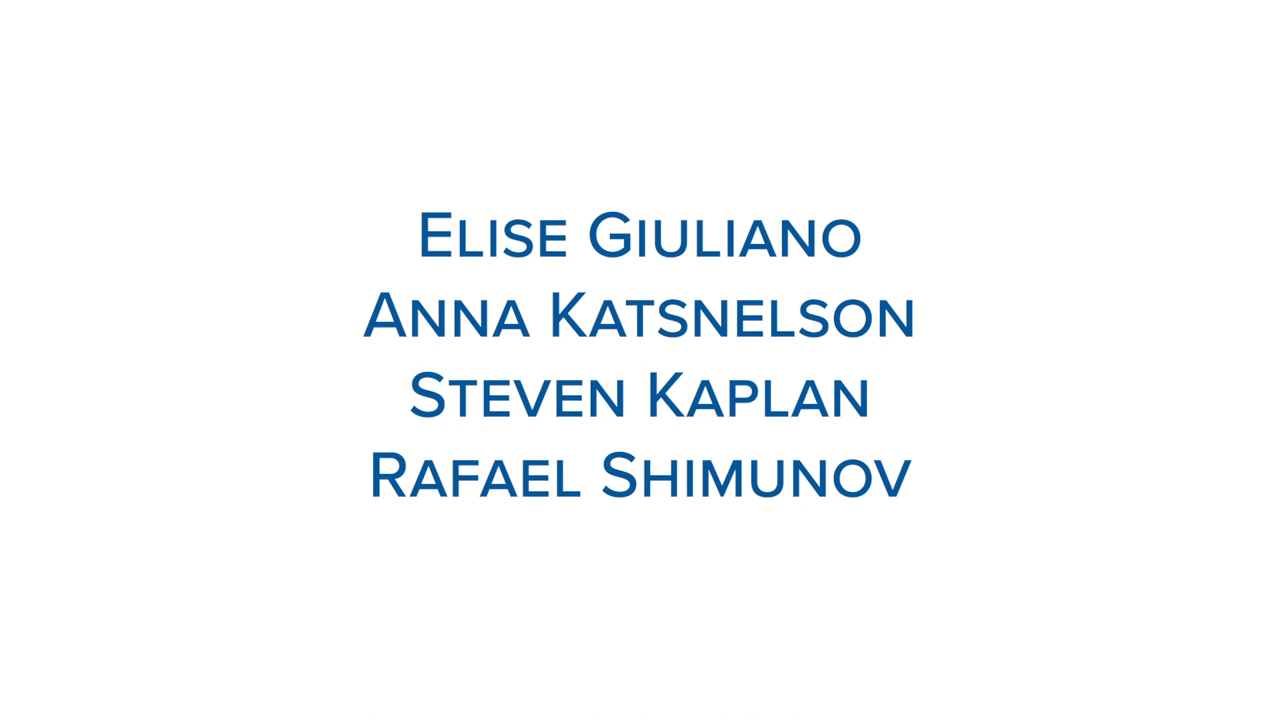 Elise Giuliano
Anna Katsnelson
Steven Kaplan
Rafael Shimunov